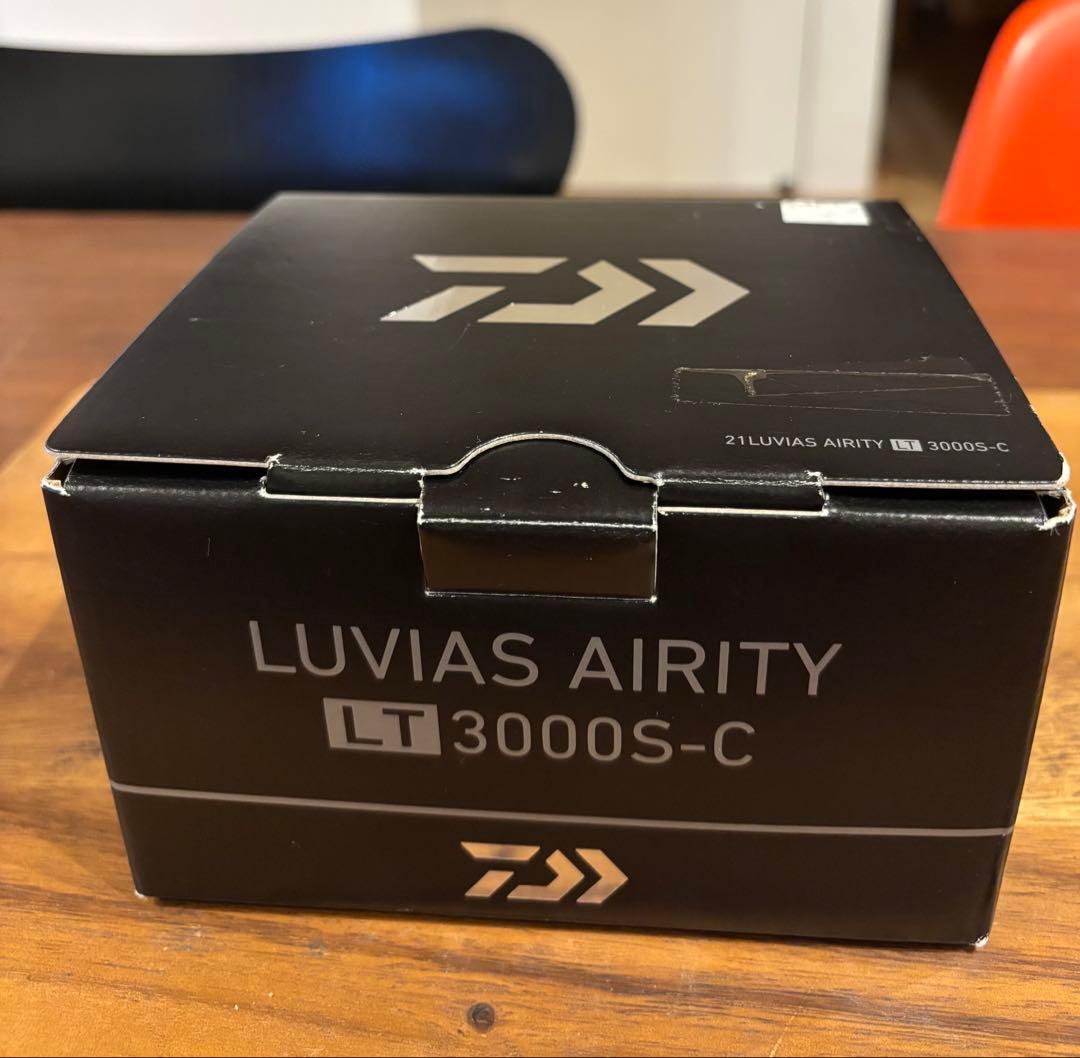 21LUVIAS AIRITY LT 3000S-C
LUVIAS AIRITY
LT 3000S-C